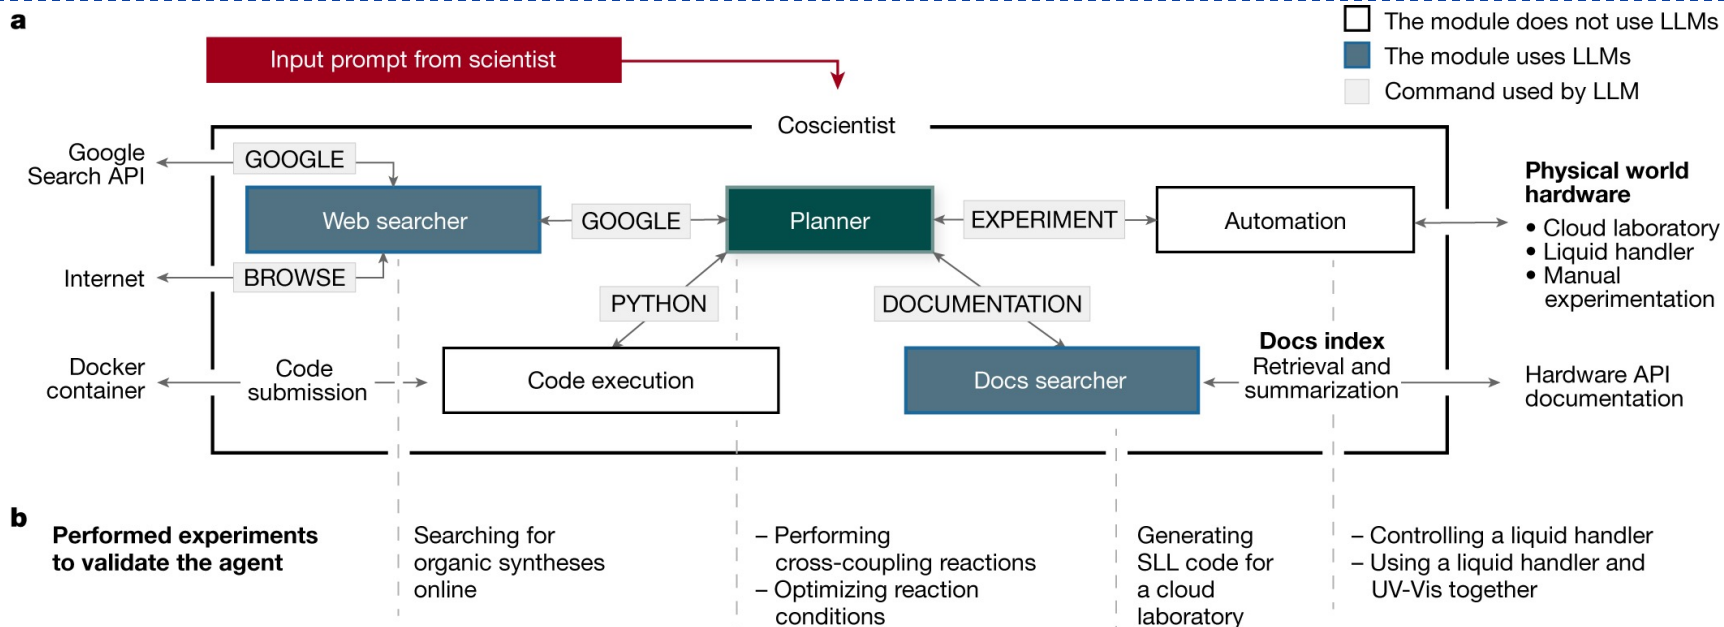 a
The module does not use LLMs
Input prompt from scientist
The module uses LLMs
Command used by LLM
Coscientist
Google
Search API
GOOGLE
Web searcher
GOOGLE
Planner
EXPERIMENT
Automation
Physical world
hardware
• Cloud laboratory
• Liquid handler
• Manual
experimentation
Internet
BROWSE
PYTHON
DOCUMENTATION
Docker
container
Code
submission
Code execution
Docs searcher
Docs index
Retrieval and
summarization
Hardware API
documentation
b
Performed experiments
to validate the agent
Searching for
organic syntheses
online
– Performing
cross-coupling reactions
– Optimizing reaction
conditions
Generating
SLL code for
a cloud
laboratory
– Controlling a liquid handler
– Using a liquid handler and
UV-Vis together